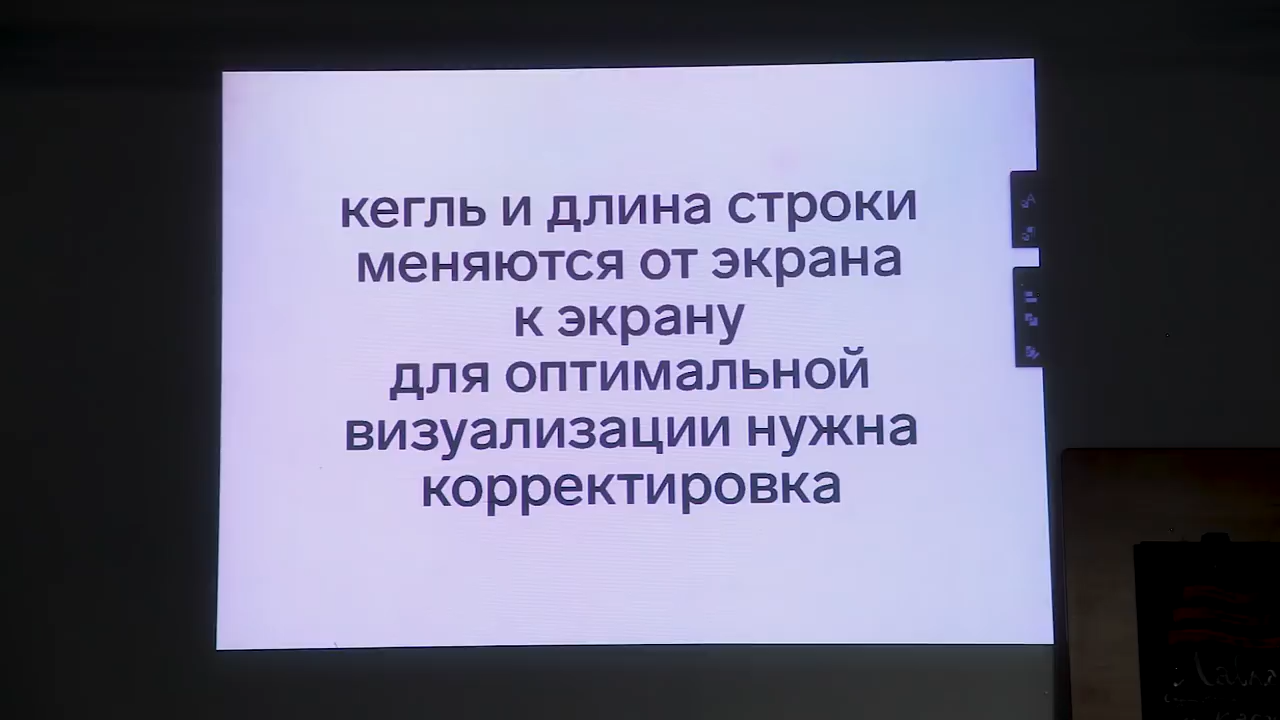 кегль и длина строки
меняются от экрана
к экрану
для оптимальной
визуализации нужна
корректировка